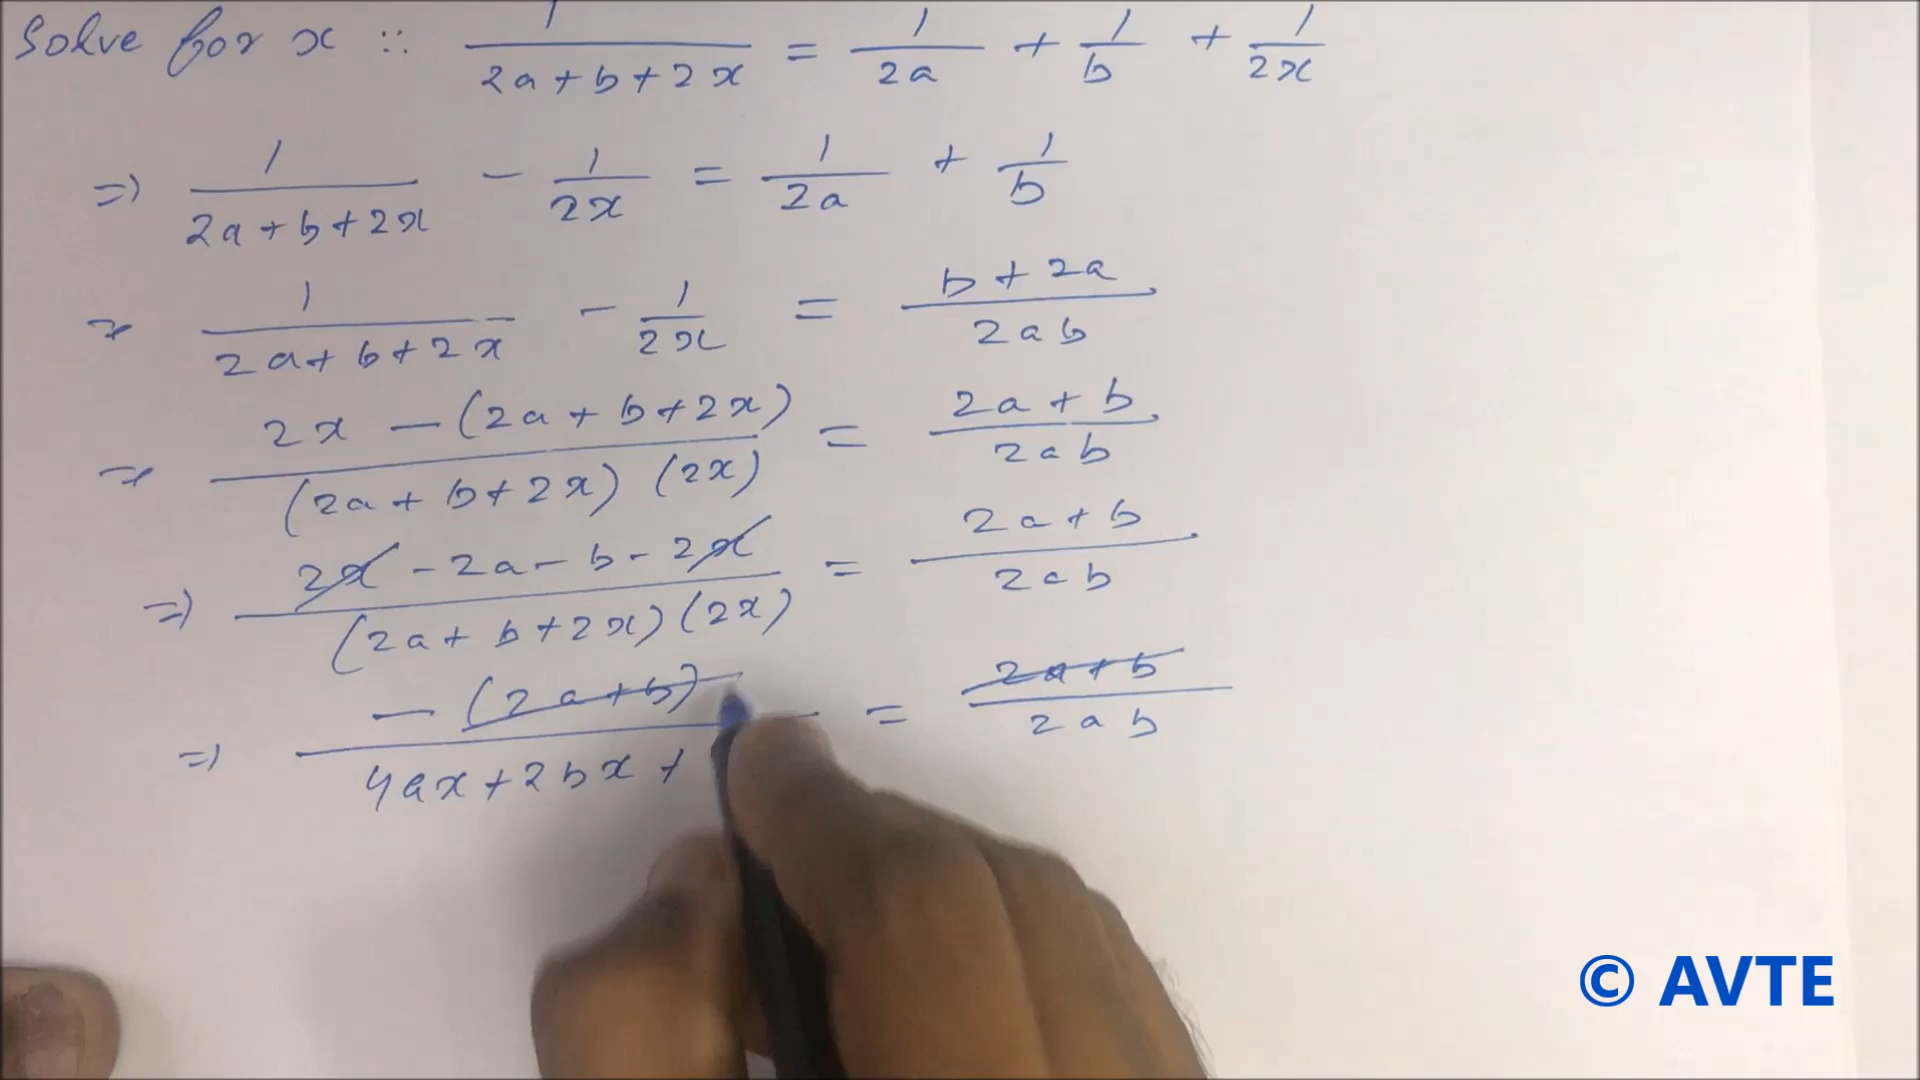 Solve for x :: 1/(2a+b+2x) = 1/2a + 1/b + 1/2x
=> 1/(2a+b+2x) - 1/2x = 1/2a + 1/b
=> 1/(2a+b+2x) - 1/2x = (b+2a)/2ab
=> (2x-(2a+b+2x))/((2a+b+2x)(2x)) = (2a+b)/2ab
=> (2x-2a-b-2x)/((2a+b+2x)(2x)) = (2a+b)/2ab
=> -(2a+b)/(4ax+2bx+ = (2a+b)/2ab
© AVTE